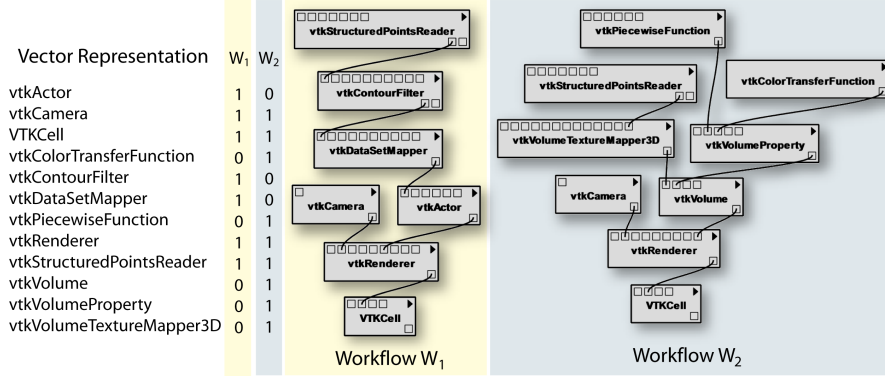 Vector Representation W1 W2
vtkActor 1 0
vtkCamera 1 1
VTKCell 1 1
vtkColorTransferFunction 0 1
vtkContourFilter 1 0
vtkDataSetMapper 1 0
vtkPiecewiseFunction 0 1
vtkRenderer 1 1
vtkStructuredPointsReader 1 1
vtkVolume 0 1
vtkVolumeProperty 0 1
vtkVolumeTextureMapper3D 0 1
vtkStructuredPointsReader
vtkContourFilter
vtkDataSetMapper
vtkCamera
vtkActor
vtkRenderer
VTKCell
Workflow W1
vtkPiecewiseFunction
vtkStructuredPointsReader
vtkColorTransferFunction
vtkVolumeTextureMapper3D
vtkVolumeProperty
vtkCamera
vtkVolume
vtkRenderer
VTKCell
Workflow W2